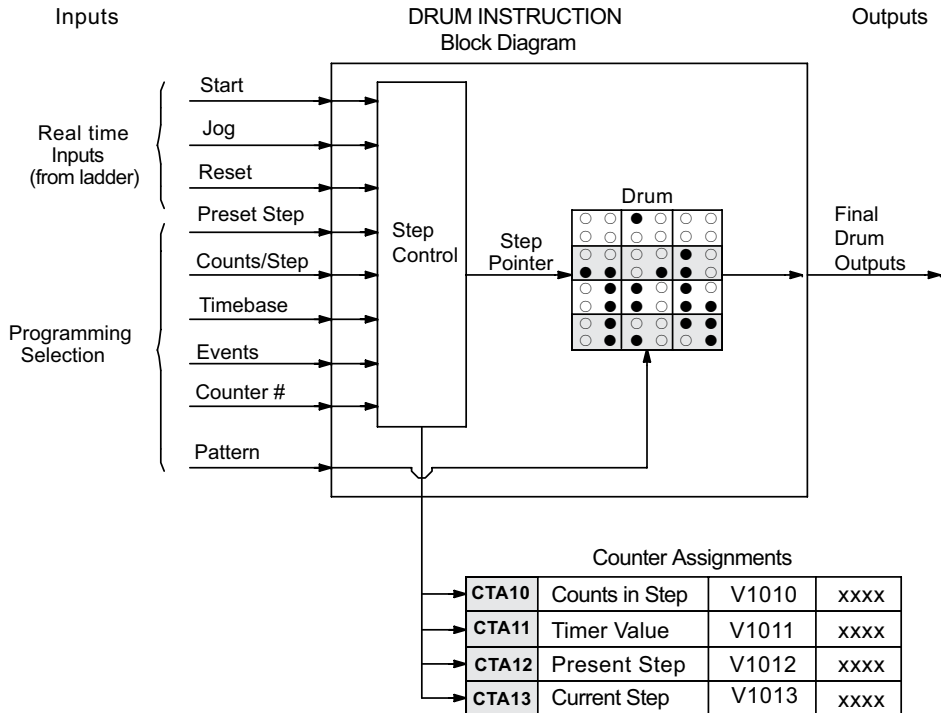 Inputs
DRUM INSTRUCTION
Block Diagram
Outputs
Real time
Inputs
(from ladder)
Start
Jog
Reset
Programming
Selection
Preset Step
Counts/Step
Timebase
Events
Counter #
Pattern
Step
Control
Step
Pointer
Drum
Final
Drum
Outputs
Counter Assignments
CTA10 Counts in Step V1010 xxxx
CTA11 Timer Value V1011 xxxx
CTA12 Present Step V1012 xxxx
CTA13 Current Step V1013 xxxx